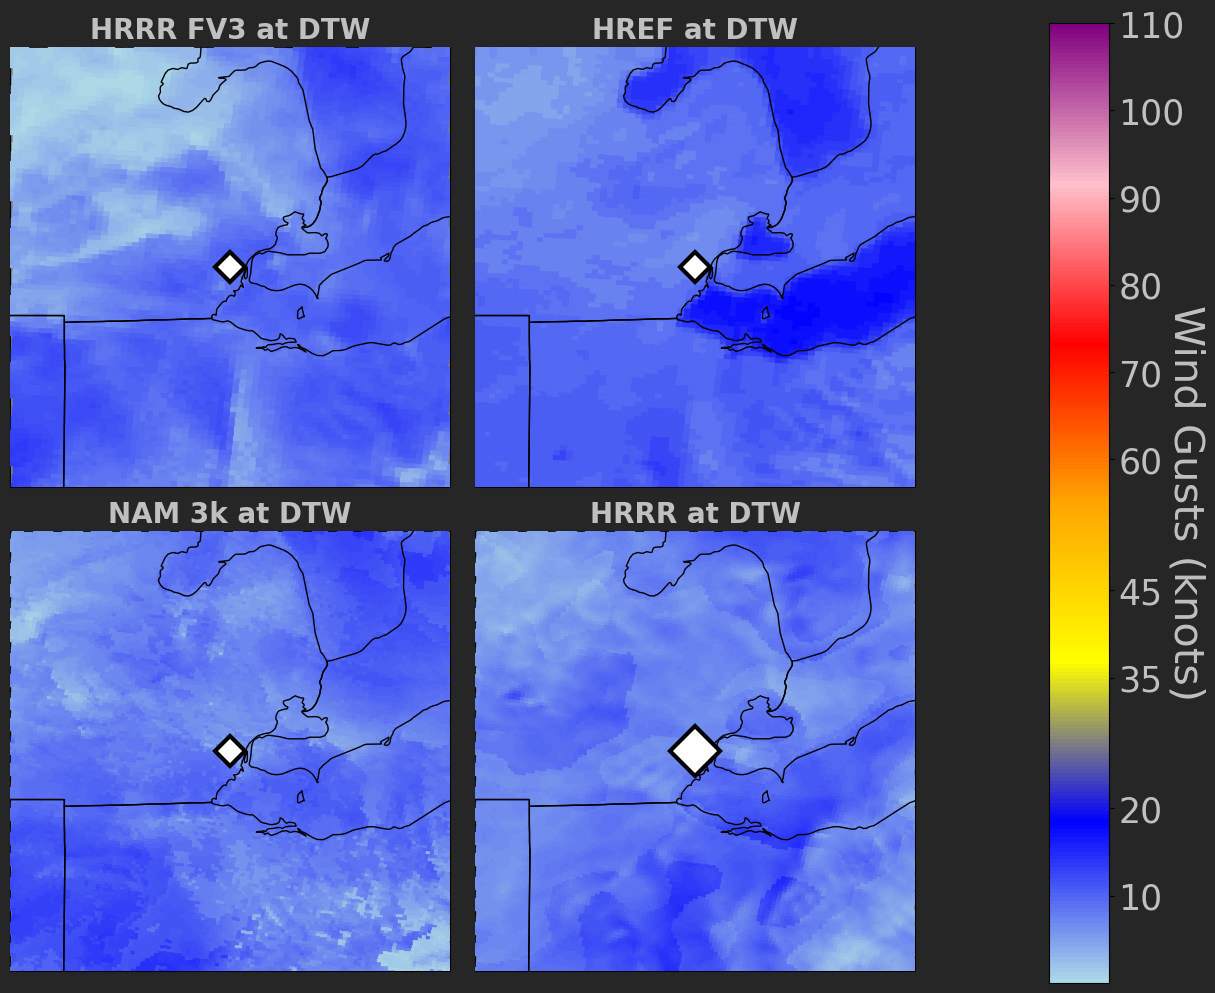 HRRR FV3 at DTW
HREF at DTW
NAM 3k at DTW
HRRR at DTW
110
100
90
80
70
60
45
35
20
10
Wind Gusts (knots)